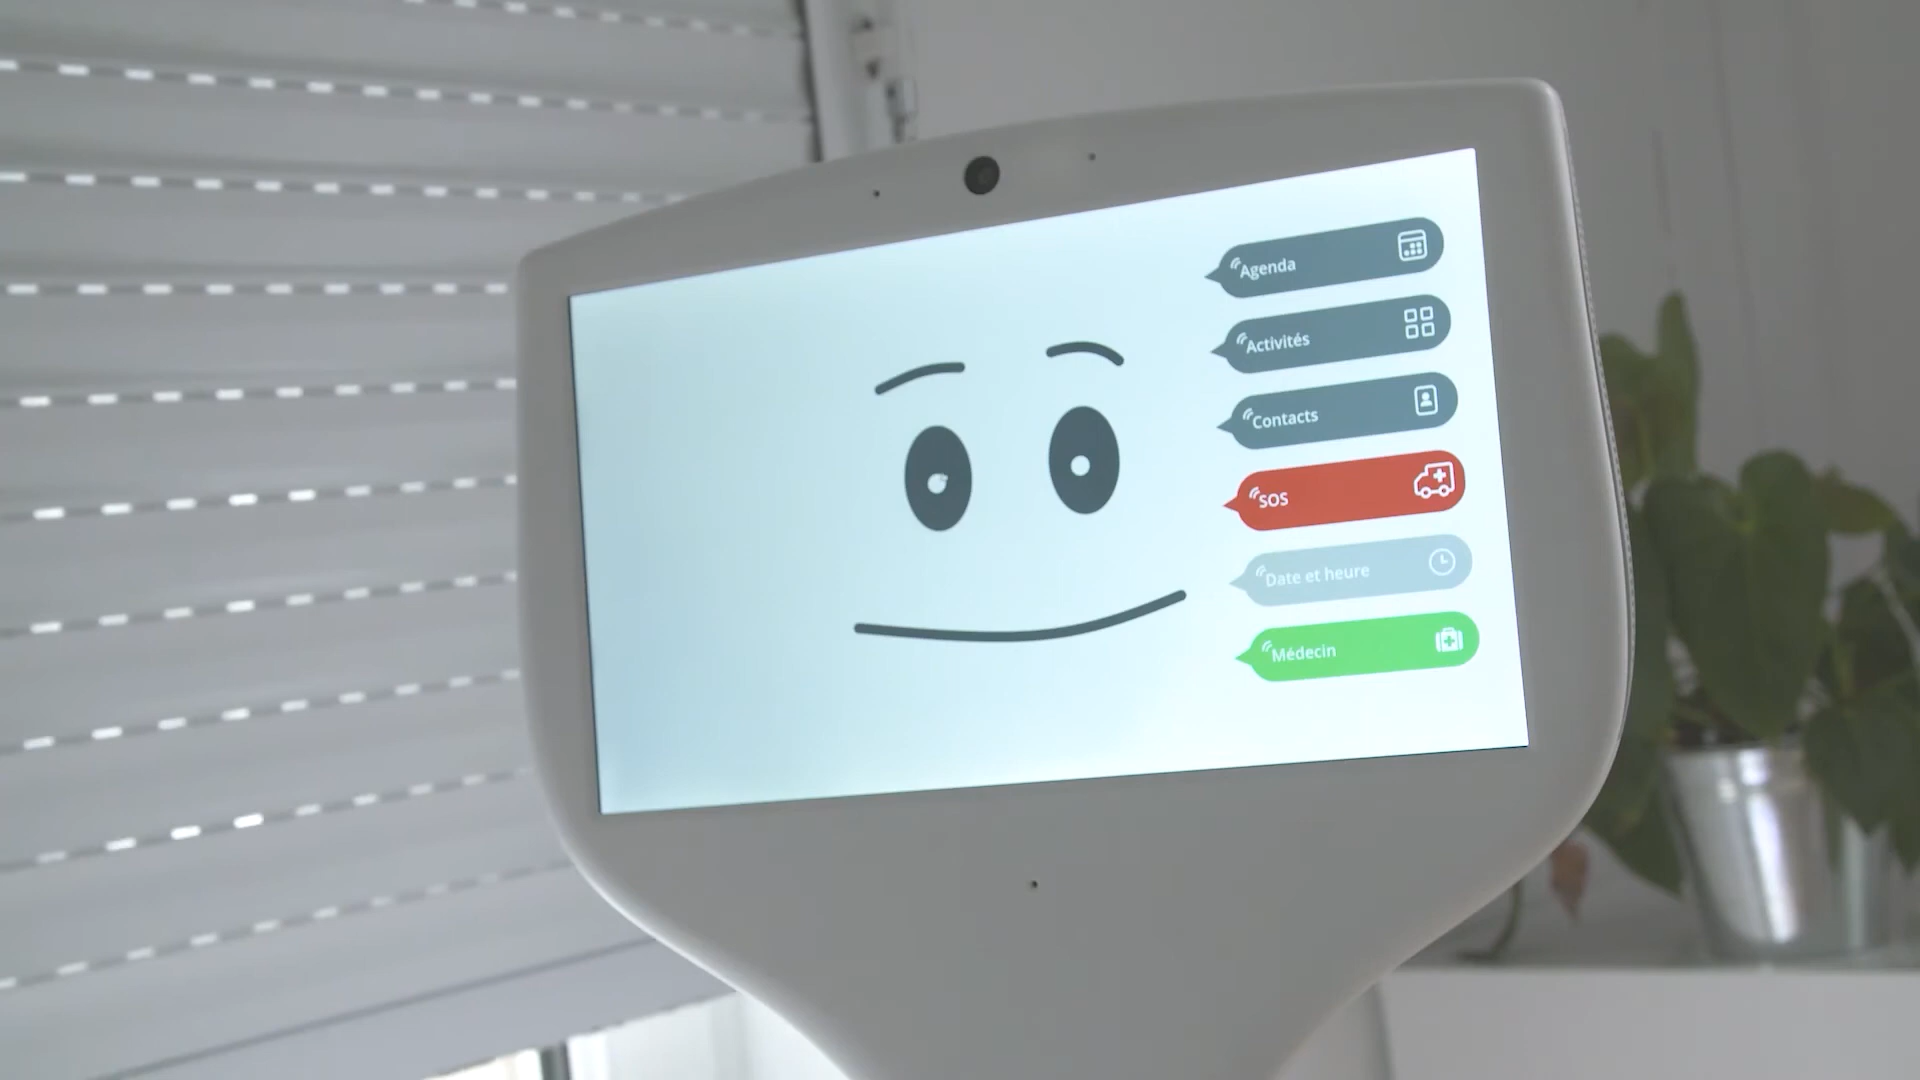 Agenda
Activités
Contacts
SOS
Date et heure
Médecin